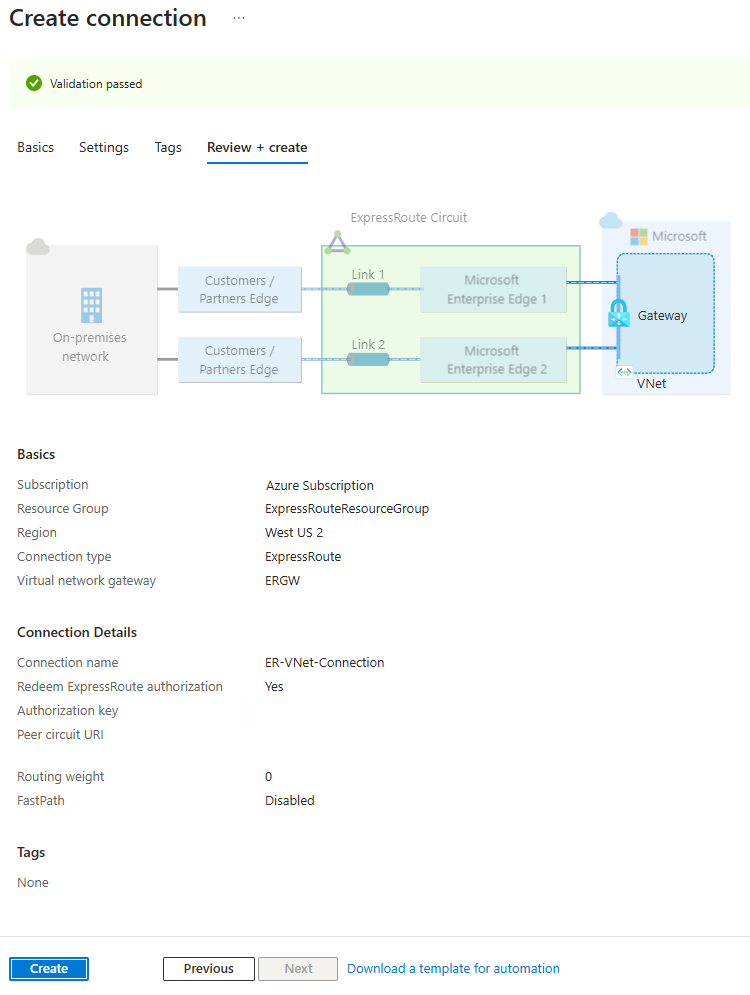 Create connection ...
Validation passed
Basics Settings Tags Review + create
ExpressRoute Circuit
Microsoft
Customers /
Partners Edge
Link 1
Microsoft
Enterprise Edge 1
Gateway
On-premises
network
Customers /
Partners Edge
Link 2
Microsoft
Enterprise Edge 2
VNet
Basics
Subscription Azure Subscription
Resource Group ExpressRouteResourceGroup
Region West US 2
Connection type ExpressRoute
Virtual network gateway ERGW
Connection Details
Connection name ER-VNet-Connection
Redeem ExpressRoute authorization Yes
Authorization key
Peer circuit URI
Routing weight 0
FastPath Disabled
Tags
None
Create Previous Next Download a template for automation